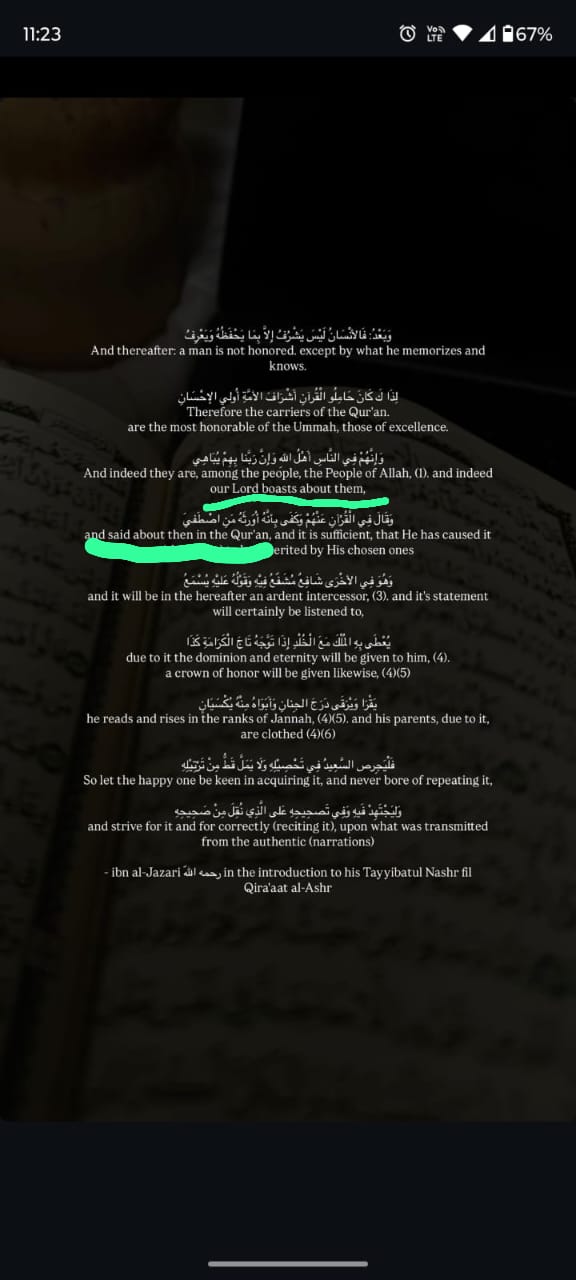 11:23
Vo)) LTE
67%
وَبَعْدُ: فَالأِنْسَانُ لَيْسَ يَشْرُفُ إِلاَّ بِمَا يَحْفَظُهُ وَيَعْرِفُ
And thereafter: a man is not honored. except by what he memorizes and
knows.
لِذَا كَ كَانَ حَامِلُو الْقُرآنِ أَشْرَافَ الأُمَّةِ أُولِي الإِحْسَانِ
Therefore the carriers of the Qur'an.
are the most honorable of the Ummah, those of excellence.
وَإِنَّهُمْ فِي النَّاسِ أَهْلُ اللهِ وَإِنَّ رَبَّنَا بِهِمْ يُبَاهِي
And indeed they are, among the people, the People of Allah, (1). and indeed
our Lord boasts about them,
وَقَالَ فِي الْقُرْآنِ عَنْهُمْ وَكَفَى بِأَنَّهُ أَوْرَثَهُ مَنِ اصْطَفَيَ
and said about then in the Qur'an, and it is sufficient, that He has caused it
erited by His chosen ones
وَهُوَ فِي الأُخْرَى شَافِعٌ مُشَفَّعٌ فِيْهِ وَقَوْلُهُ عَلَيْهِ يُسْمَعُ
and it will be in the hereafter an ardent intercessor, (3). and it's statement
will certainly be listened to,
يُعْطَى بِهِ الْمُلْكَ مَعَ الْخُلْدِ إِذَا تَوَّجَهُ تَاجَ الْكَرَامَةِ كَذَا
due to it the dominion and eternity will be given to him, (4).
a crown of honor will be given likewise, (4)(5)
يَقْرَا وَيَرْقَى دَرَجَ الجِنَانِ وَأَبَوَاهُ مِنْهُ يُكْسَيَانِ
he reads and rises in the ranks of Jannah, (4)(5). and his parents, due to it,
are clothed (4)(6)
فَلْيَحْرِصِ السَّعِيدُ فِي تَحْصِيلِهِ وَلَا يَمَلَّ قَطُّ مِنْ تَرْتِيْلِهِ
So let the happy one be keen in acquiring it, and never bore of repeating it,
وَلْيَجْتَهِدْ فِيهِ وَفِي تَصحِيحِهِ عَلى الَّذِي نُقِلَ مِنْ صَحِيحِهِ
and strive for it and for correctly (reciting it), upon what was transmitted
from the authentic (narrations)
- ibn al-Jazari رحمه الله in the introduction to his Tayyibatul Nashr fil
Qira'aat al-Ashr